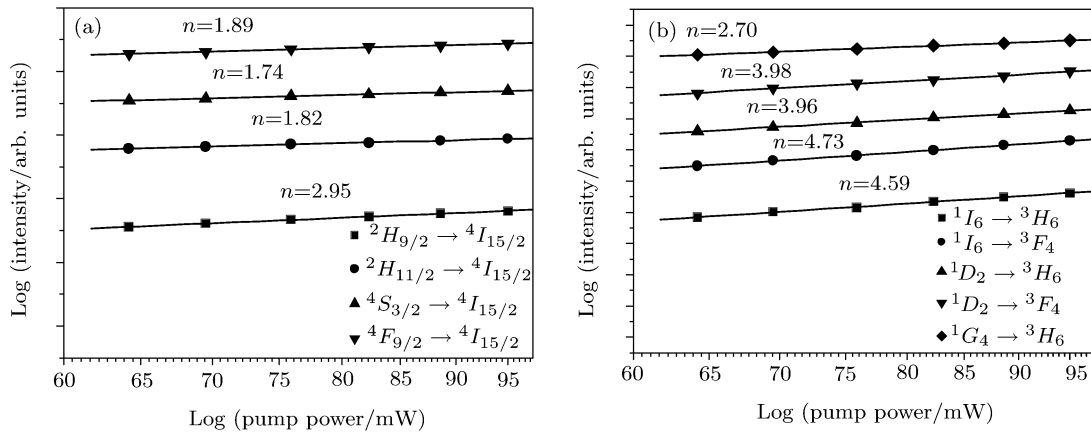 (a)
n=1.89
n=1.74
n=1.82
n=2.95
²H₉/₂ → ⁴I₁₅/₂
²H₁₁/₂ → ⁴I₁₅/₂
⁴S₃/₂ → ⁴I₁₅/₂
⁴F₉/₂ → ⁴I₁₅/₂
Log (intensity/arb. units)
60 65 70 75 80 85 90 95
Log (pump power/mW)
(b)
n=2.70
n=3.98
n=3.96
n=4.73
n=4.59
¹I₆ → ³H₆
¹I₆ → ³F₄
¹D₂ → ³H₆
¹D₂ → ³F₄
¹G₄ → ³H₆
Log (intensity/arb. units)
60 65 70 75 80 85 90 95
Log (pump power/mW)